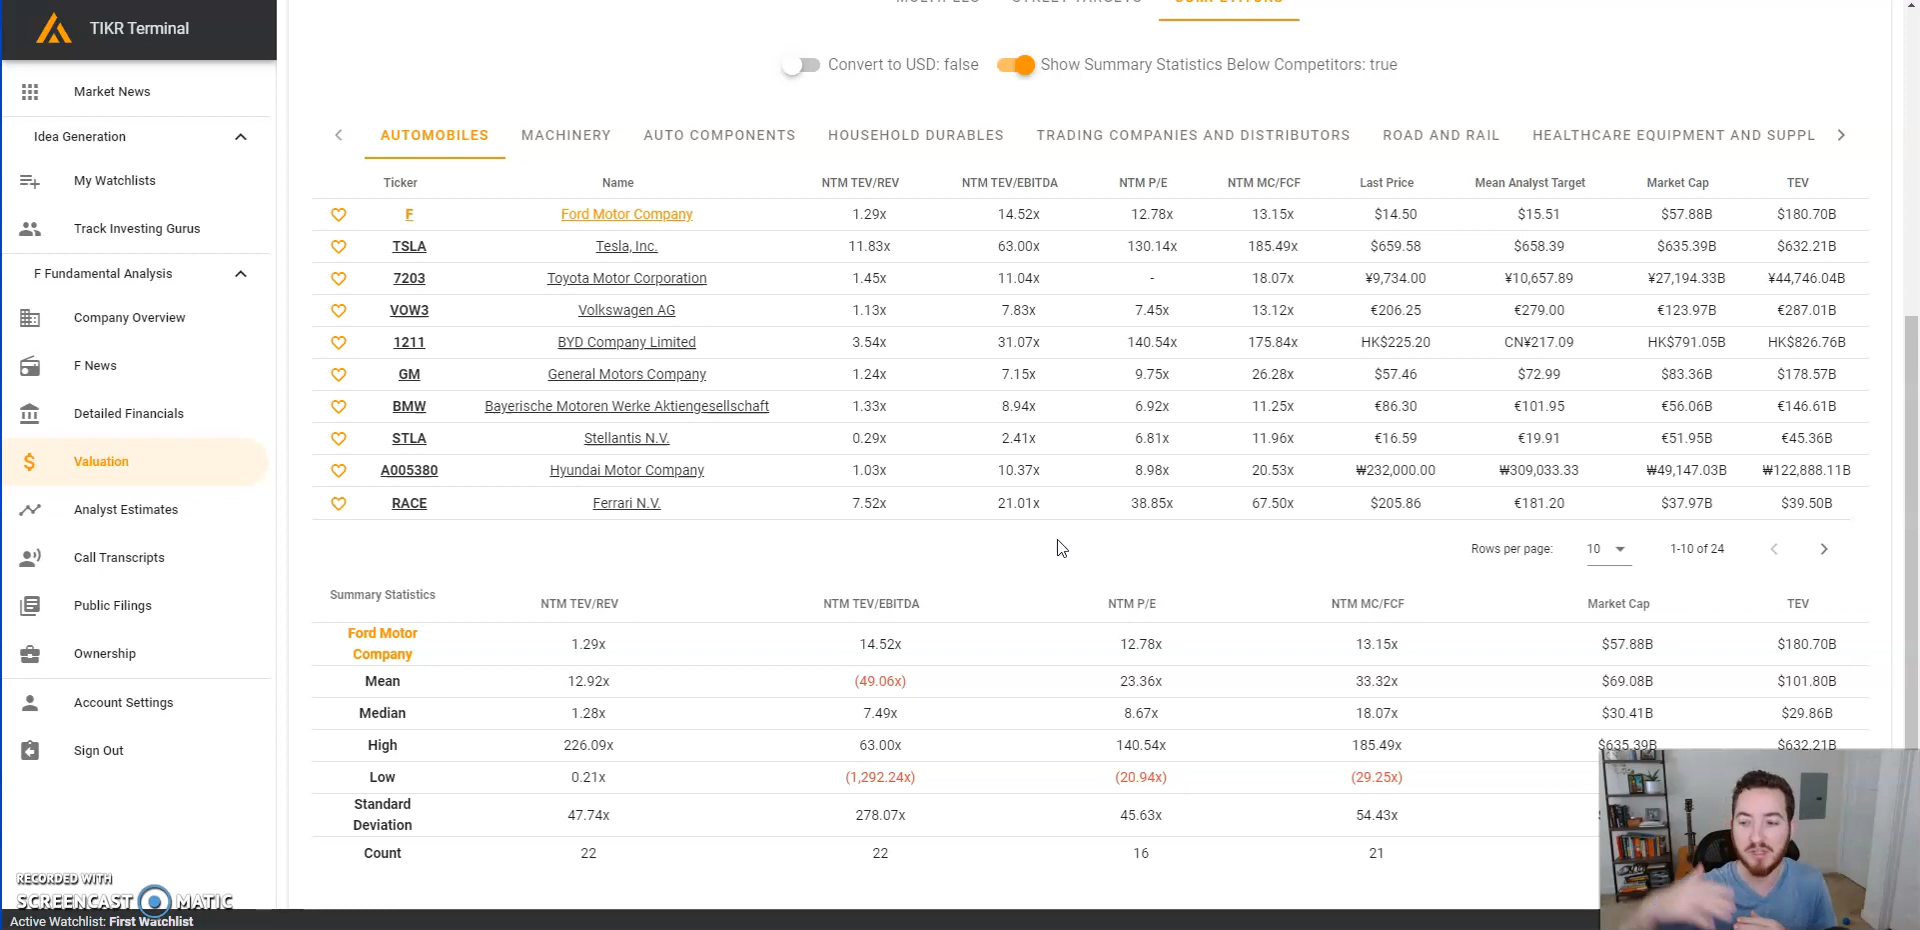 TIKR Terminal
Market News
Idea Generation
My Watchlists
Track Investing Gurus
F Fundamental Analysis
Company Overview
F News
Detailed Financials
Valuation
Analyst Estimates
Call Transcripts
Public Filings
Ownership
Account Settings
Sign Out
RECORDED WITH
SCREENCAST MATIC
Active Watchlist: First Watchlist
MULTIPLES STREET TARGETS COMPETITORS
Convert to USD: false Show Summary Statistics Below Competitors: true
AUTOMOBILES MACHINERY AUTO COMPONENTS HOUSEHOLD DURABLES TRADING COMPANIES AND DISTRIBUTORS ROAD AND RAIL HEALTHCARE EQUIPMENT AND SUPPL
Ticker Name NTM TEV/REV NTM TEV/EBITDA NTM P/E NTM MC/FCF Last Price Mean Analyst Target Market Cap TEV
F Ford Motor Company 1.29x 14.52x 12.78x 13.15x $14.50 $15.51 $57.88B $180.70B
TSLA Tesla, Inc. 11.83x 63.00x 130.14x 185.49x $659.58 $658.39 $635.39B $632.21B
7203 Toyota Motor Corporation 1.45x 11.04x - 18.07x ¥9,734.00 ¥10,657.89 ¥27,194.33B ¥44,746.04B
VOW3 Volkswagen AG 1.13x 7.83x 7.45x 13.12x €206.25 €279.00 €123.97B €287.01B
1211 BYD Company Limited 3.54x 31.07x 140.54x 175.84x HK$225.20 CN¥217.09 HK$791.05B HK$826.76B
GM General Motors Company 1.24x 7.15x 9.75x 26.28x $57.46 $72.99 $83.36B $178.57B
BMW Bayerische Motoren Werke Aktiengesellschaft 1.33x 8.94x 6.92x 11.25x €86.30 €101.95 €56.06B €146.61B
STLA Stellantis N.V. 0.29x 2.41x 6.81x 11.96x €16.59 €19.91 €51.95B €45.36B
A005380 Hyundai Motor Company 1.03x 10.37x 8.98x 20.53x ₩232,000.00 ₩309,033.33 ₩49,147.03B ₩122,888.11B
RACE Ferrari N.V. 7.52x 21.01x 38.85x 67.50x $205.86 €181.20 $37.97B $39.50B
Rows per page: 10 1-10 of 24
Summary Statistics NTM TEV/REV NTM TEV/EBITDA NTM P/E NTM MC/FCF Market Cap TEV
Ford Motor
Company 1.29x 14.52x 12.78x 13.15x $57.88B $180.70B
Mean 12.92x (49.06x) 23.36x 33.32x $69.08B $101.80B
Median 1.28x 7.49x 8.67x 18.07x $30.41B $29.86B
High 226.09x 63.00x 140.54x 185.49x $635.39B $632.21B
Low 0.21x (1,292.24x) (20.94x) (29.25x)
Standard
Deviation 47.74x 278.07x 45.63x 54.43x
Count 22 22 16 21